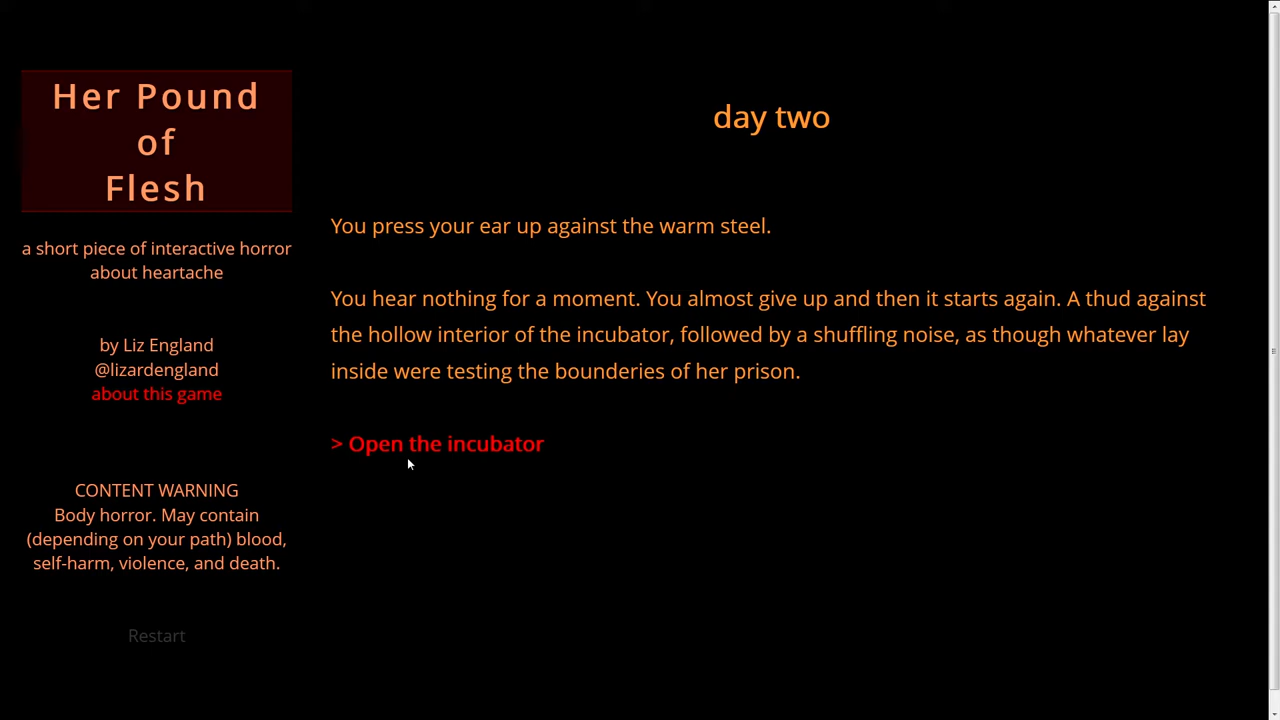 Her Pound
of
Flesh
a short piece of interactive horror
about heartache
by Liz England
@lizardengland
about this game
CONTENT WARNING
Body horror. May contain
(depending on your path) blood,
self-harm, violence, and death.
Restart
day two
You press your ear up against the warm steel.
You hear nothing for a moment. You almost give up and then it starts again. A thud against
the hollow interior of the incubator, followed by a shuffling noise, as though whatever lay
inside were testing the bounderies of her prison.
> Open the incubator